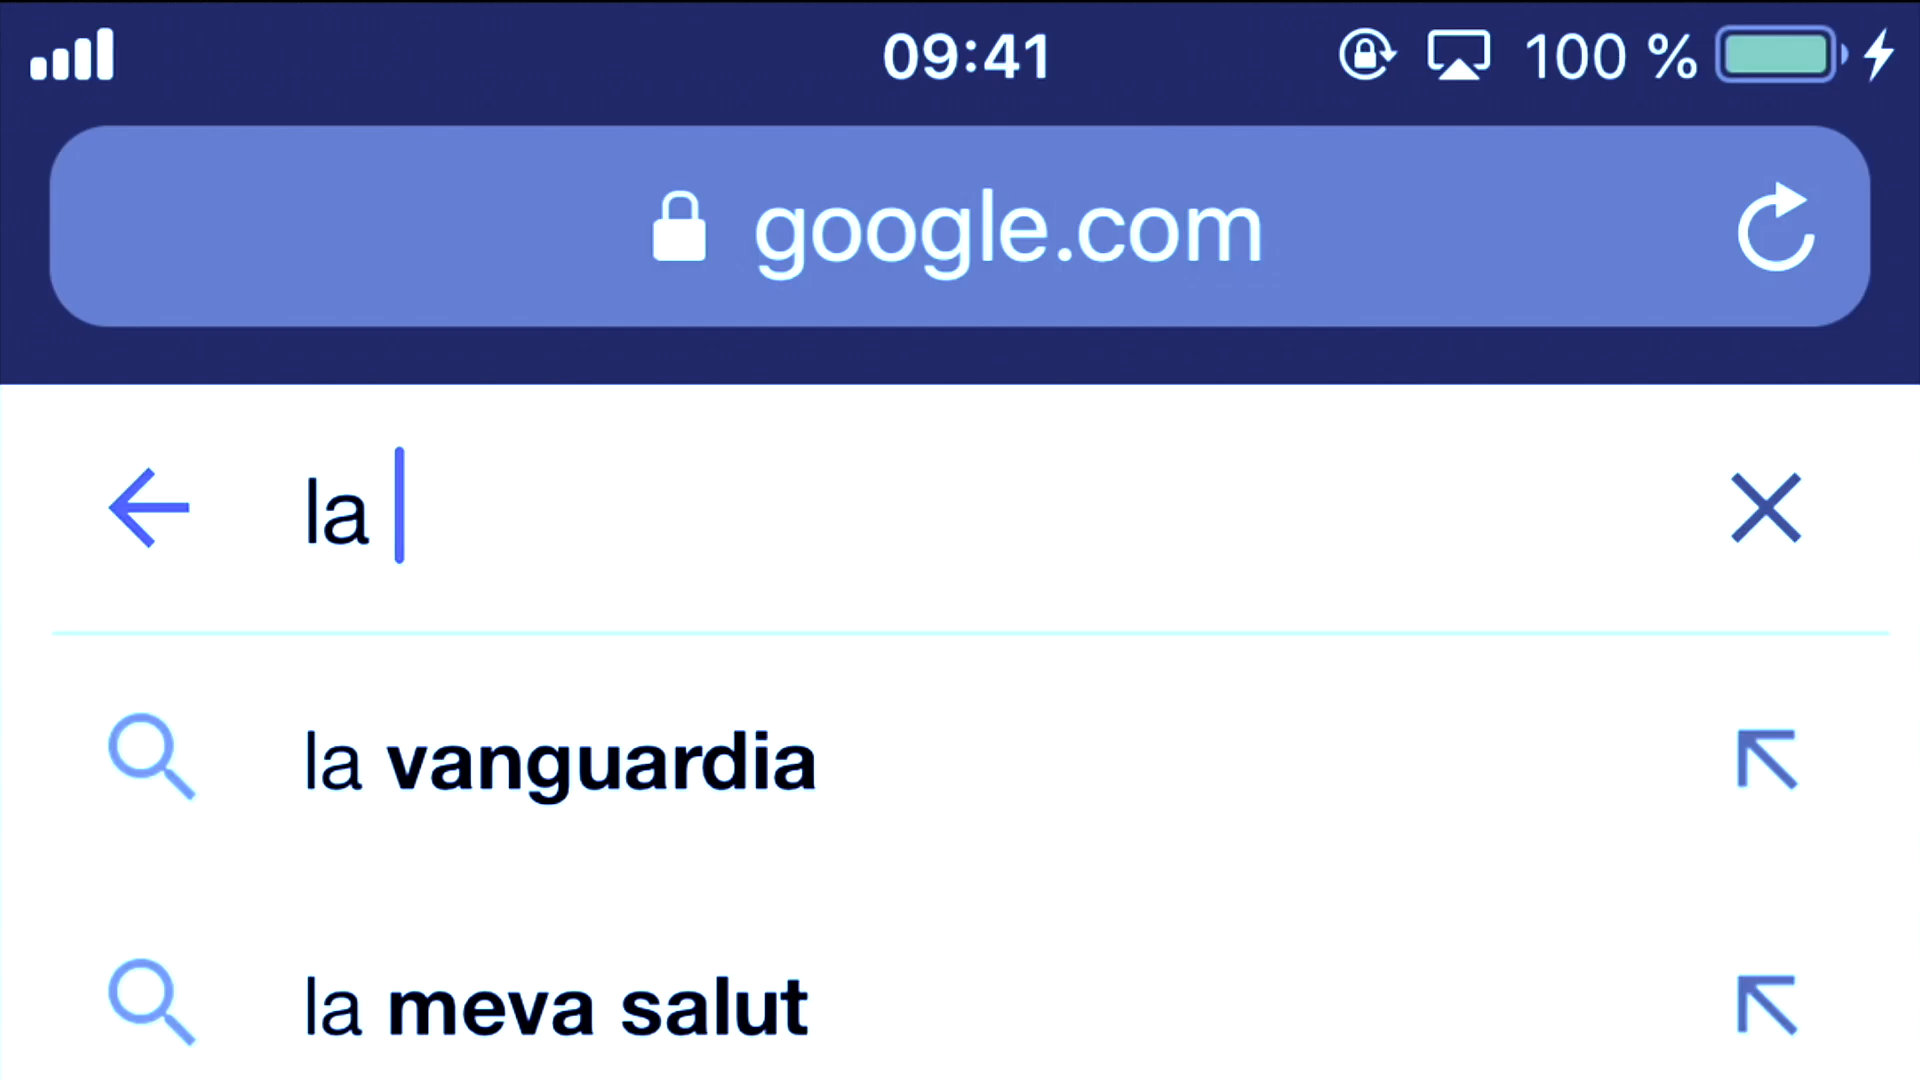 09:41
100 %
google.com
la
la vanguardia
la meva salut